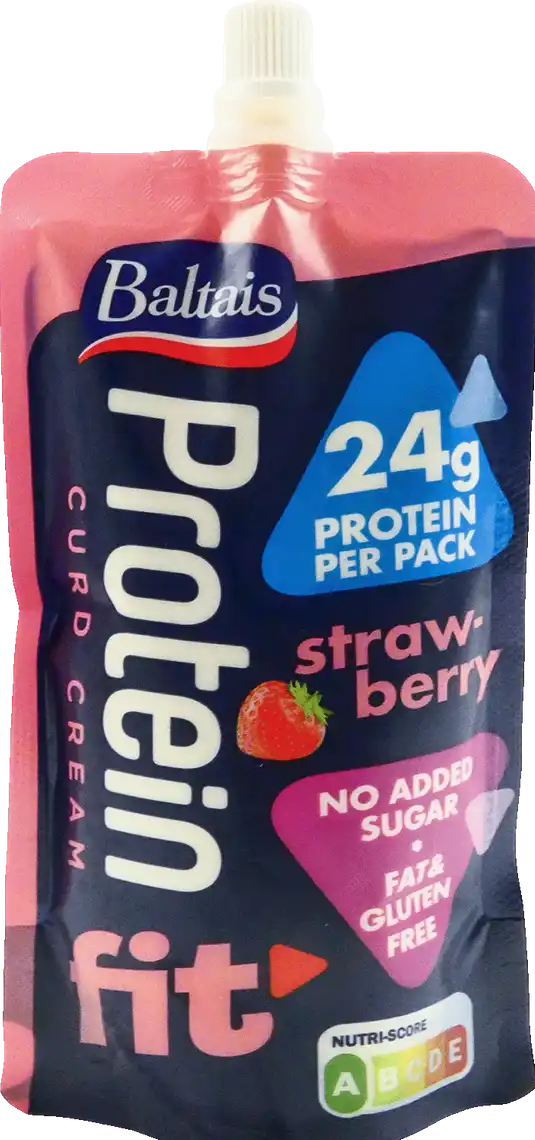 Baltais
Protein
CURD CREAM
fit
24g
PROTEIN
PER PACK
straw-
berry
NO ADDED
SUGAR
•
FAT &
GLUTEN
FREE
NUTRI-SCORE
A B C D E